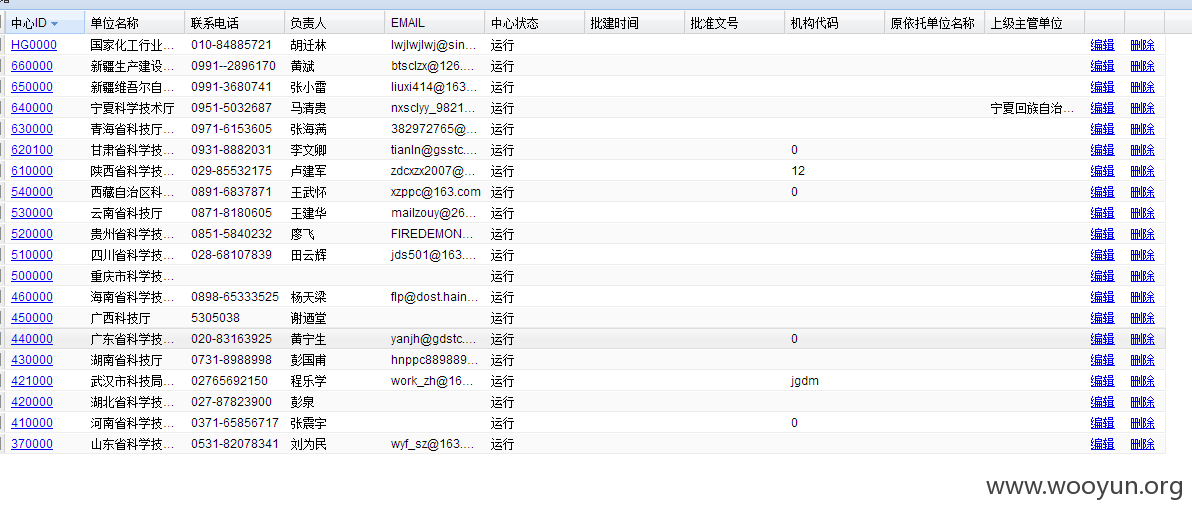 中心ID 单位名称 联系电话 负责人 EMAIL 中心状态 批建时间 批准文号 机构代码 原依托单位名称 上级主管单位
HG0000 国家化工行业... 010-84885721 胡迁林 lwjlwjlwj@sin... 运行 编辑 删除
660000 新疆生产建设... 0991--2896170 黄斌 btsclzx@126.... 运行 编辑 删除
650000 新疆维吾尔自... 0991-3680741 张小雷 liuxi414@163... 运行 编辑 删除
640000 宁夏科学技术厅 0951-5032687 马清贵 nxsclyy_9821... 运行 宁夏回族自治... 编辑 删除
630000 青海省科技厅... 0971-6153605 张海满 382972765@... 运行 编辑 删除
620100 甘肃省科学技... 0931-8882031 李文卿 tianln@gsstc.... 运行 0 编辑 删除
610000 陕西省科学技... 029-85532175 卢建军 zdcxzx2007@... 运行 12 编辑 删除
540000 西藏自治区科... 0891-6837871 王武怀 xzppc@163.com 运行 0 编辑 删除
530000 云南省科技厅 0871-8180605 王建华 mailzouy@26... 运行 编辑 删除
520000 贵州省科学技... 0851-5840232 廖飞 FIREDEMON... 运行 编辑 删除
510000 四川省科学技... 028-68107839 田云辉 jds501@163.... 运行 编辑 删除
500000 重庆市科学技... 运行 编辑 删除
460000 海南省科学技... 0898-65333525 杨天梁 flp@dost.hain... 运行 编辑 删除
450000 广西科技厅 5305038 谢迺堂 运行 编辑 删除
440000 广东省科学技... 020-83163925 黄宁生 yanjh@gdstc.... 运行 0 编辑 删除
430000 湖南省科技厅 0731-8988998 彭国甫 hnppc889889... 运行 编辑 删除
421000 武汉市科技局... 02765692150 程乐学 work_zh@16... 运行 jgdm 编辑 删除
420000 湖北省科学技... 027-87823900 彭泉 运行 编辑 删除
410000 河南省科学技... 0371-65856717 张震宇 运行 0 编辑 删除
370000 山东省科学技... 0531-82078341 刘为民 wyf_sz@163.... 运行 编辑 删除
www.wooyun.org